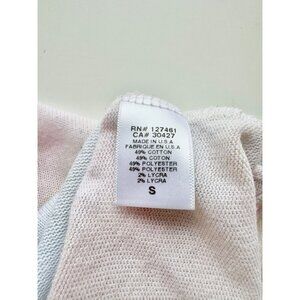 RN# 127461
CA# 30427
MADE IN U.S.A
FABRIQUE EN U.S.A
49% COTTON
49% COTON
49% POLYESTER
49% POLYESTER
2% LYCRA
2% LYCRA
S